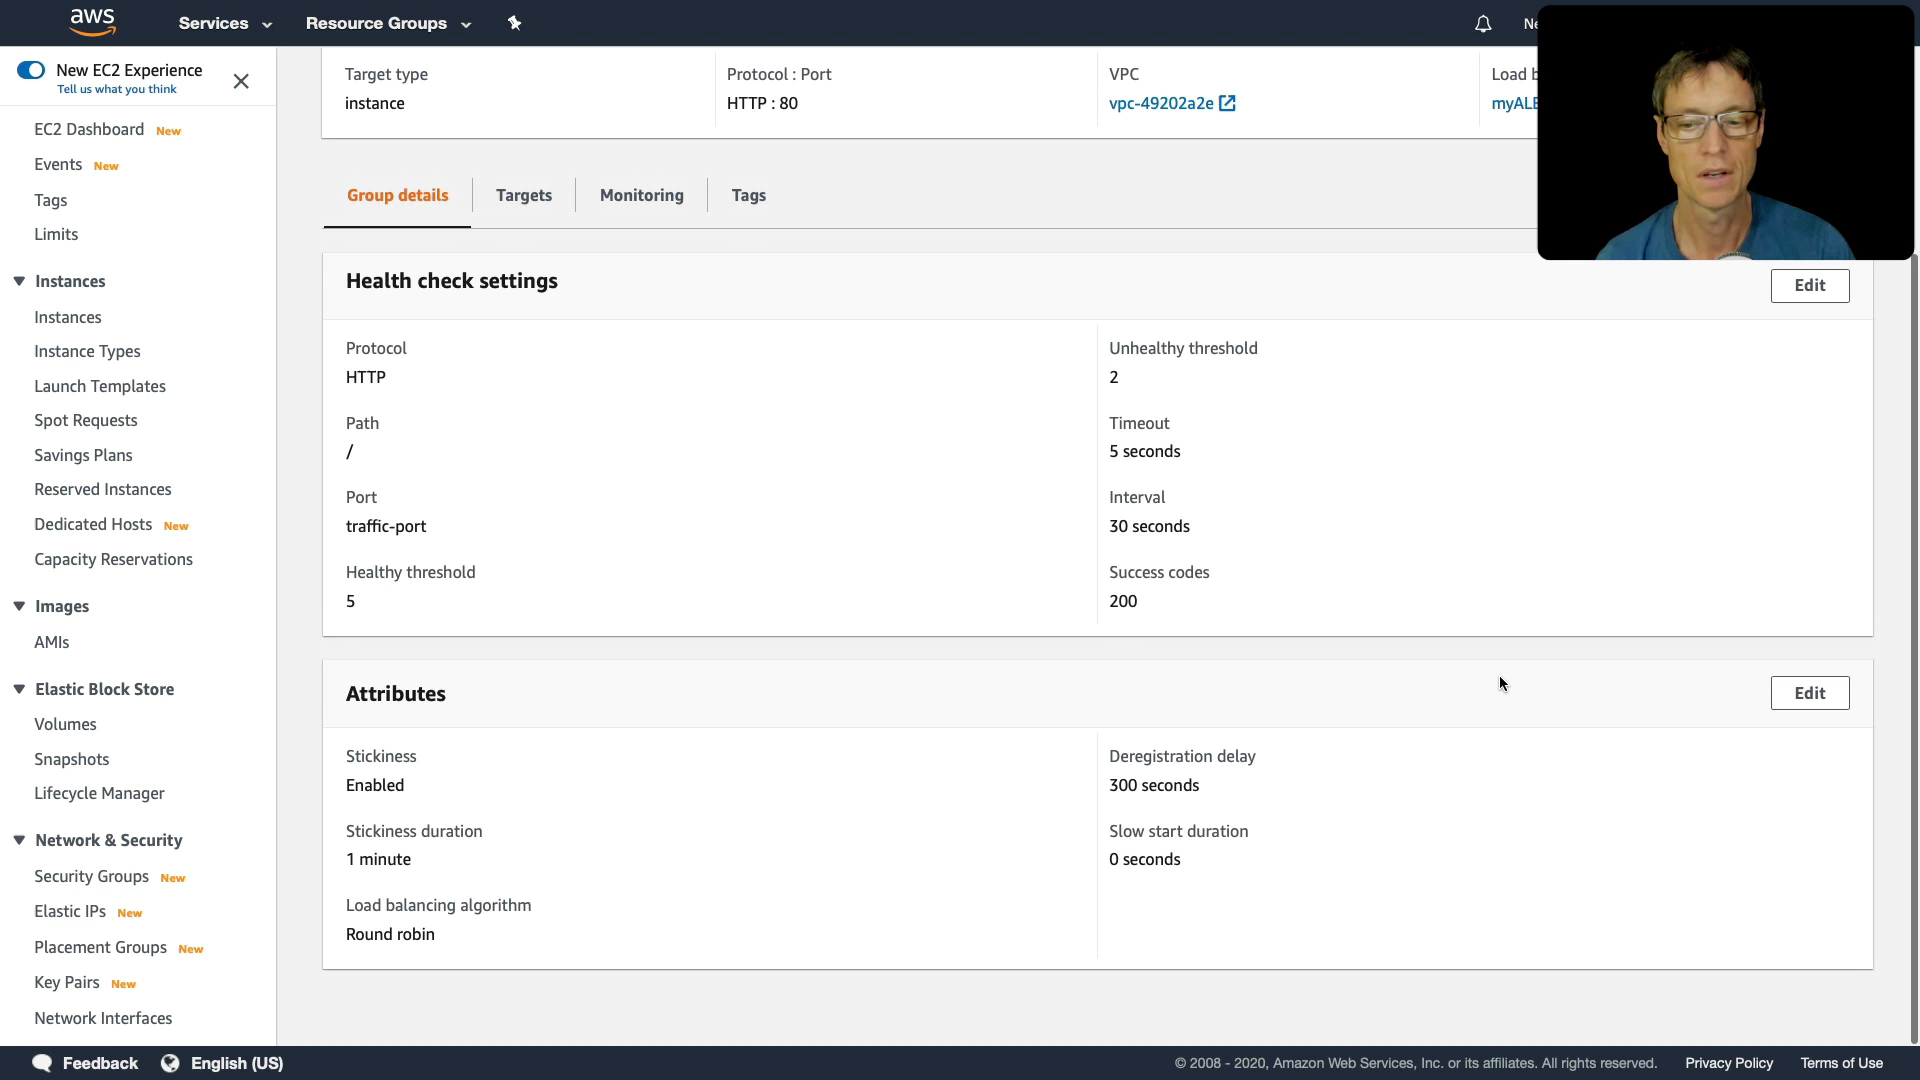 aws
Services
Resource Groups
New EC2 Experience
Tell us what you think
EC2 Dashboard New
Events New
Tags
Limits
Instances
Instances
Instance Types
Launch Templates
Spot Requests
Savings Plans
Reserved Instances
Dedicated Hosts New
Capacity Reservations
Images
AMIs
Elastic Block Store
Volumes
Snapshots
Lifecycle Manager
Network & Security
Security Groups New
Elastic IPs New
Placement Groups New
Key Pairs New
Network Interfaces
Target type
instance
Protocol : Port
HTTP : 80
VPC
vpc-49202a2e
Load
Group details
Targets
Monitoring
Tags
Health check settings
Edit
Protocol
HTTP
Path
/
Port
traffic-port
Healthy threshold
5
Unhealthy threshold
2
Timeout
5 seconds
Interval
30 seconds
Success codes
200
Attributes
Edit
Stickiness
Enabled
Stickiness duration
1 minute
Load balancing algorithm
Round robin
Deregistration delay
300 seconds
Slow start duration
0 seconds
Feedback
English (US)
© 2008 - 2020, Amazon Web Services, Inc. or its affiliates. All rights reserved.
Privacy Policy
Terms of Use